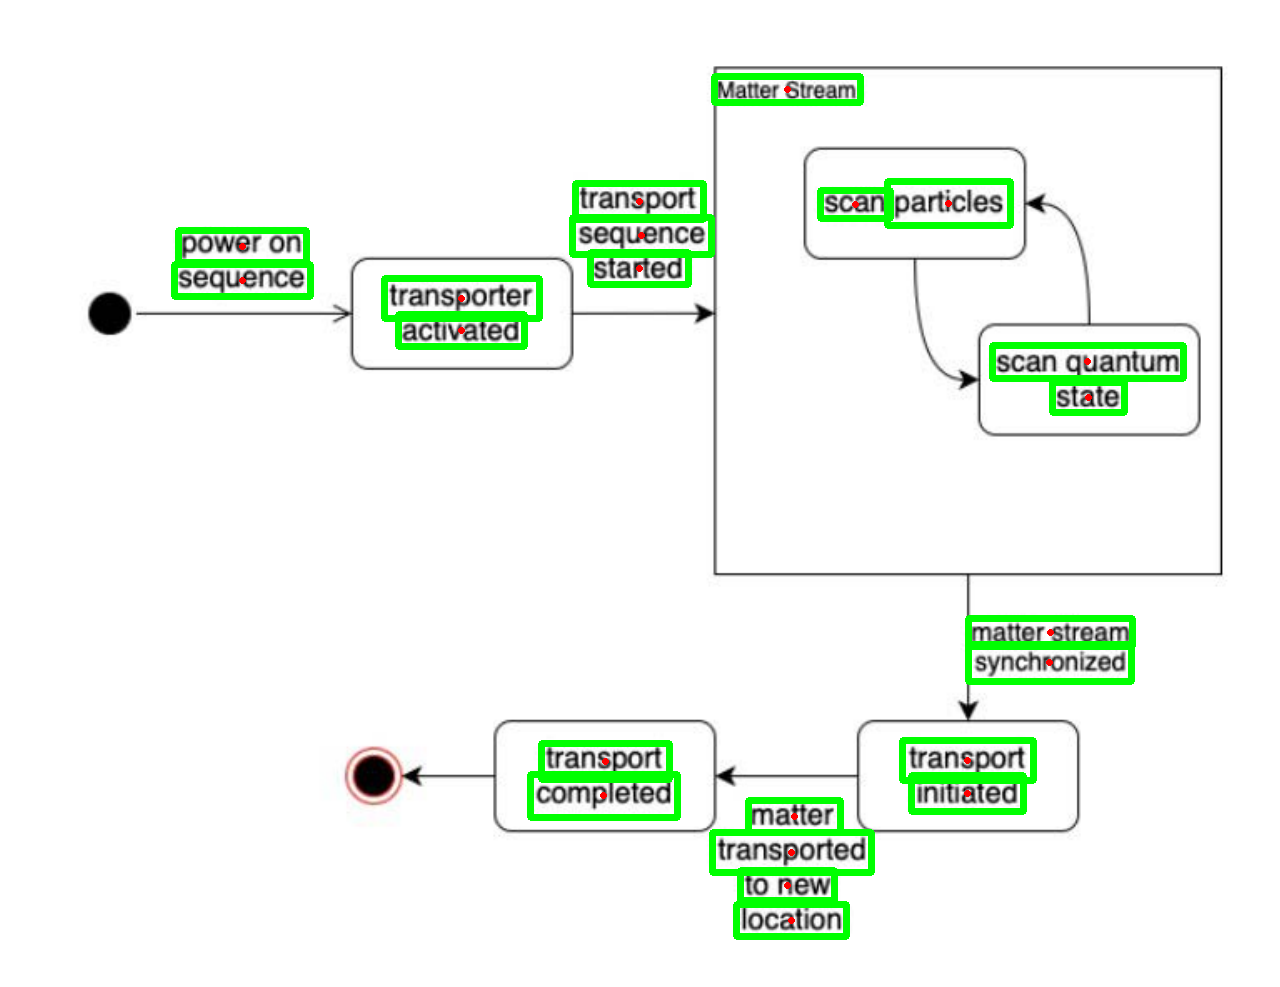 Matter Stream
power on
sequence
transporter
activated
transport
sequence
started
scan particles
scan quantum
state
matter stream
synchronized
transport
initiated
matter
transported
to new
location
transport
completed